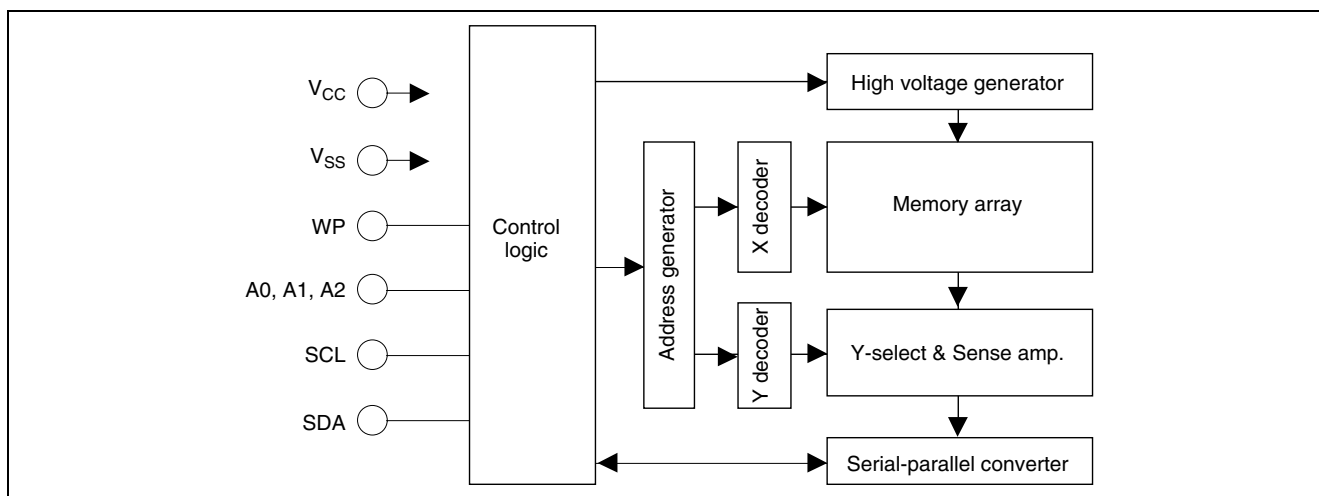 VCC
VSS
WP
A0, A1, A2
SCL
SDA
Control
logic
Address generator
X decoder
Y decoder
High voltage generator
Memory array
Y-select & Sense amp.
Serial-parallel converter